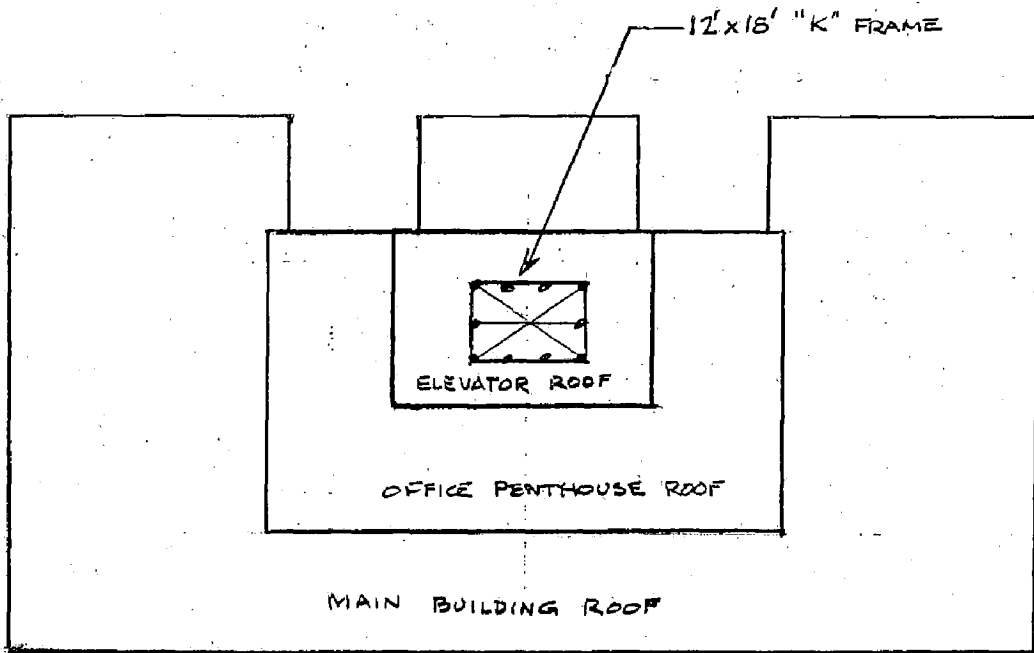 12'x18' "K" FRAME
ELEVATOR ROOF
OFFICE PENTHOUSE ROOF
MAIN BUILDING ROOF